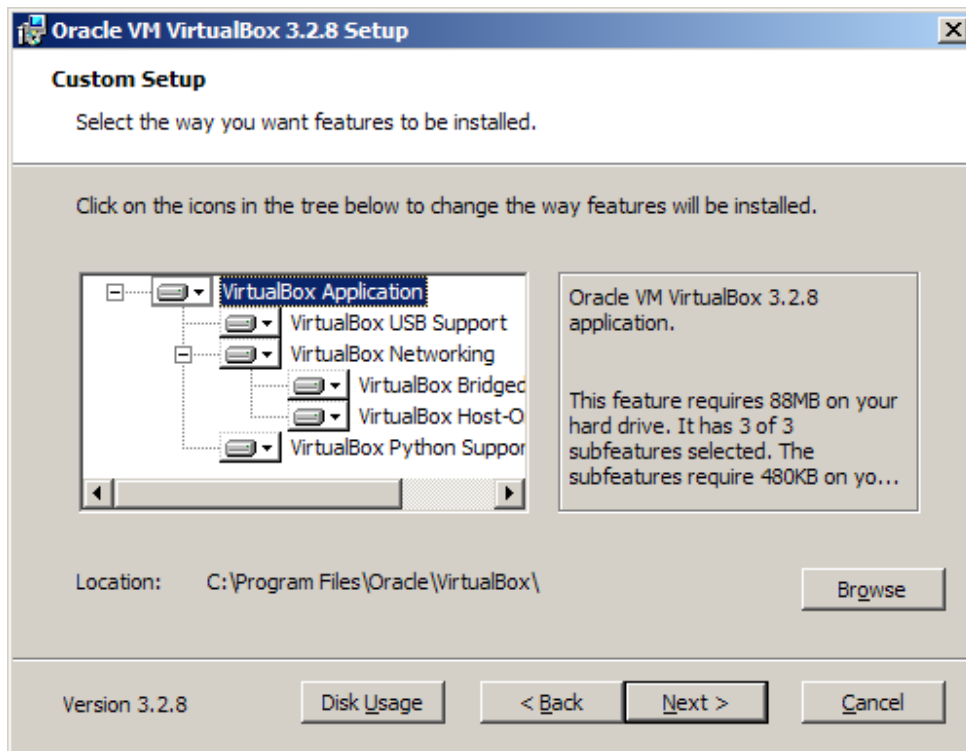 Oracle VM VirtualBox 3.2.8 Setup
Custom Setup
Select the way you want features to be installed.
Click on the icons in the tree below to change the way features will be installed.
VirtualBox Application
VirtualBox USB Support
VirtualBox Networking
VirtualBox Bridged
VirtualBox Host-O
VirtualBox Python Suppor
Oracle VM VirtualBox 3.2.8
application.
This feature requires 88MB on your
hard drive. It has 3 of 3
subfeatures selected. The
subfeatures require 480KB on yo...
Location: C:\Program Files\Oracle\VirtualBox\
Browse
Version 3.2.8
Disk Usage
< Back
Next >
Cancel